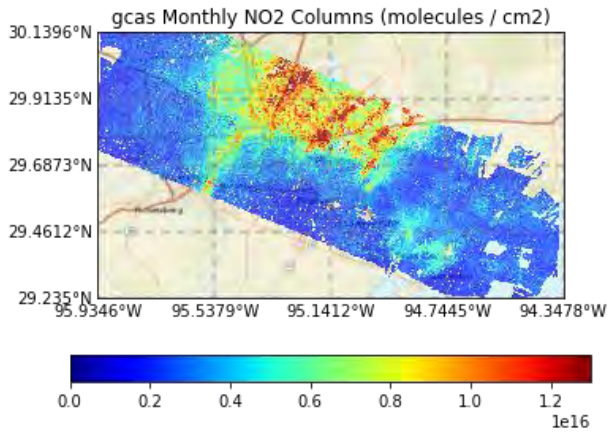 gcas Monthly NO2 Columns (molecules / cm2)
30.1396°N
29.9135°N
29.6873°N
29.4612°N
29.235°N
95.9346°W 95.5379°W 95.1412°W 94.7445°W 94.3478°W
0.0 0.2 0.4 0.6 0.8 1.0 1.2
1e16